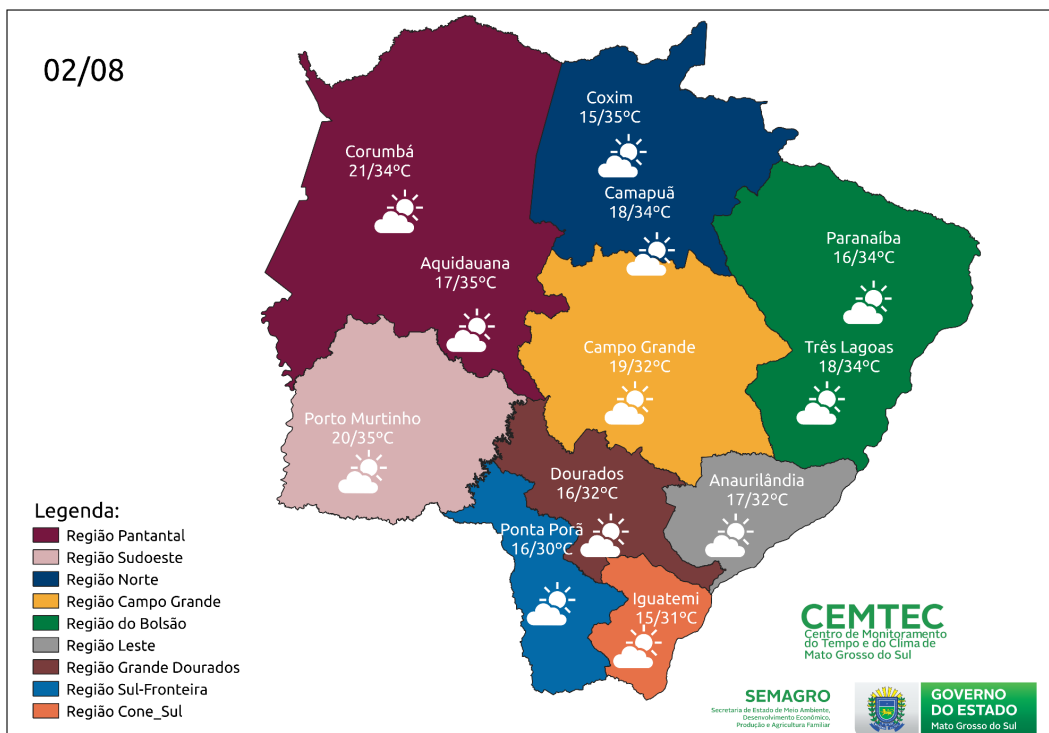 02/08
Coxim
15/35ºC
Corumbá
21/34ºC
Camapuã
18/34ºC
Paranaíba
16/34ºC
Aquidauana
17/35ºC
Campo Grande
19/32ºC
Três Lagoas
18/34ºC
Porto Murtinho
20/35ºC
Dourados
16/32ºC
Anaurilândia
17/32ºC
Ponta Porã
16/30ºC
Iguatemi
15/31ºC
Legenda:
Região Pantantal
Região Sudoeste
Região Norte
Região Campo Grande
Região do Bolsão
Região Leste
Região Grande Dourados
Região Sul-Fronteira
Região Cone_Sul
CEMTEC
Centro de Monitoramento
do Tempo e do Clima de
Mato Grosso do Sul
SEMAGRO
Secretaria de Estado de Meio Ambiente,
Desenvolvimento Econômico,
Produção e Agricultura Familiar
GOVERNO
DO ESTADO
Mato Grosso do Sul